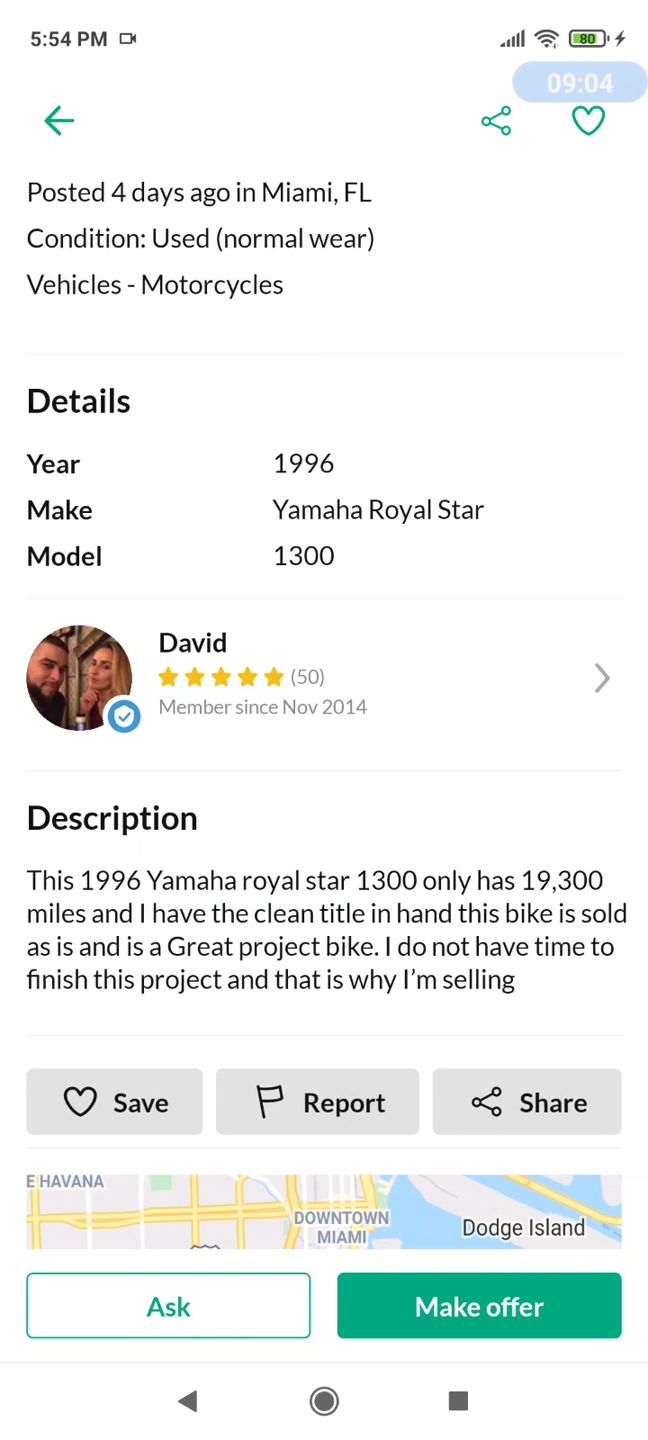 5:54 PM
80
09:04
Posted 4 days ago in Miami, FL
Condition: Used (normal wear)
Vehicles - Motorcycles
Details
Year 1996
Make Yamaha Royal Star
Model 1300
David
(50)
Member since Nov 2014
Description
This 1996 Yamaha royal star 1300 only has 19,300
miles and I have the clean title in hand this bike is sold
as is and is a Great project bike. I do not have time to
finish this project and that is why I’m selling
Save
Report
Share
E HAVANA
DOWNTOWN
MIAMI
Dodge Island
Ask
Make offer